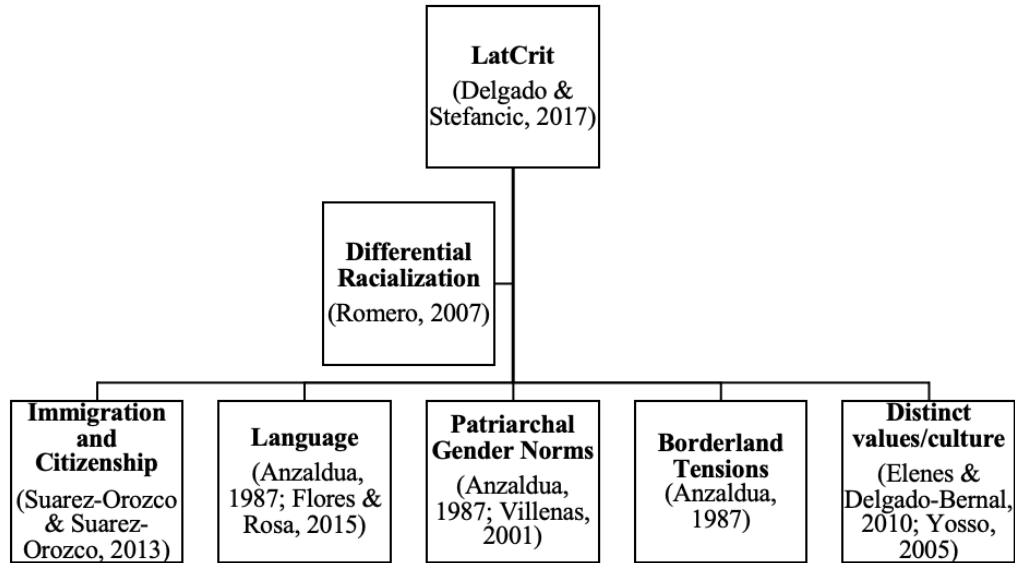 LatCrit
(Delgado &
Stefancic, 2017)
Differential
Racialization
(Romero, 2007)
Immigration
and
Citizenship
(Suarez-Orozco
& Suarez-
Orozco, 2013)
Language
(Anzaldua,
1987; Flores &
Rosa, 2015)
Patriarchal
Gender Norms
(Anzaldua,
1987; Villenas,
2001)
Borderland
Tensions
(Anzaldua,
1987)
Distinct
values/culture
(Elenes &
Delgado-Bernal,
2010; Yosso,
2005)